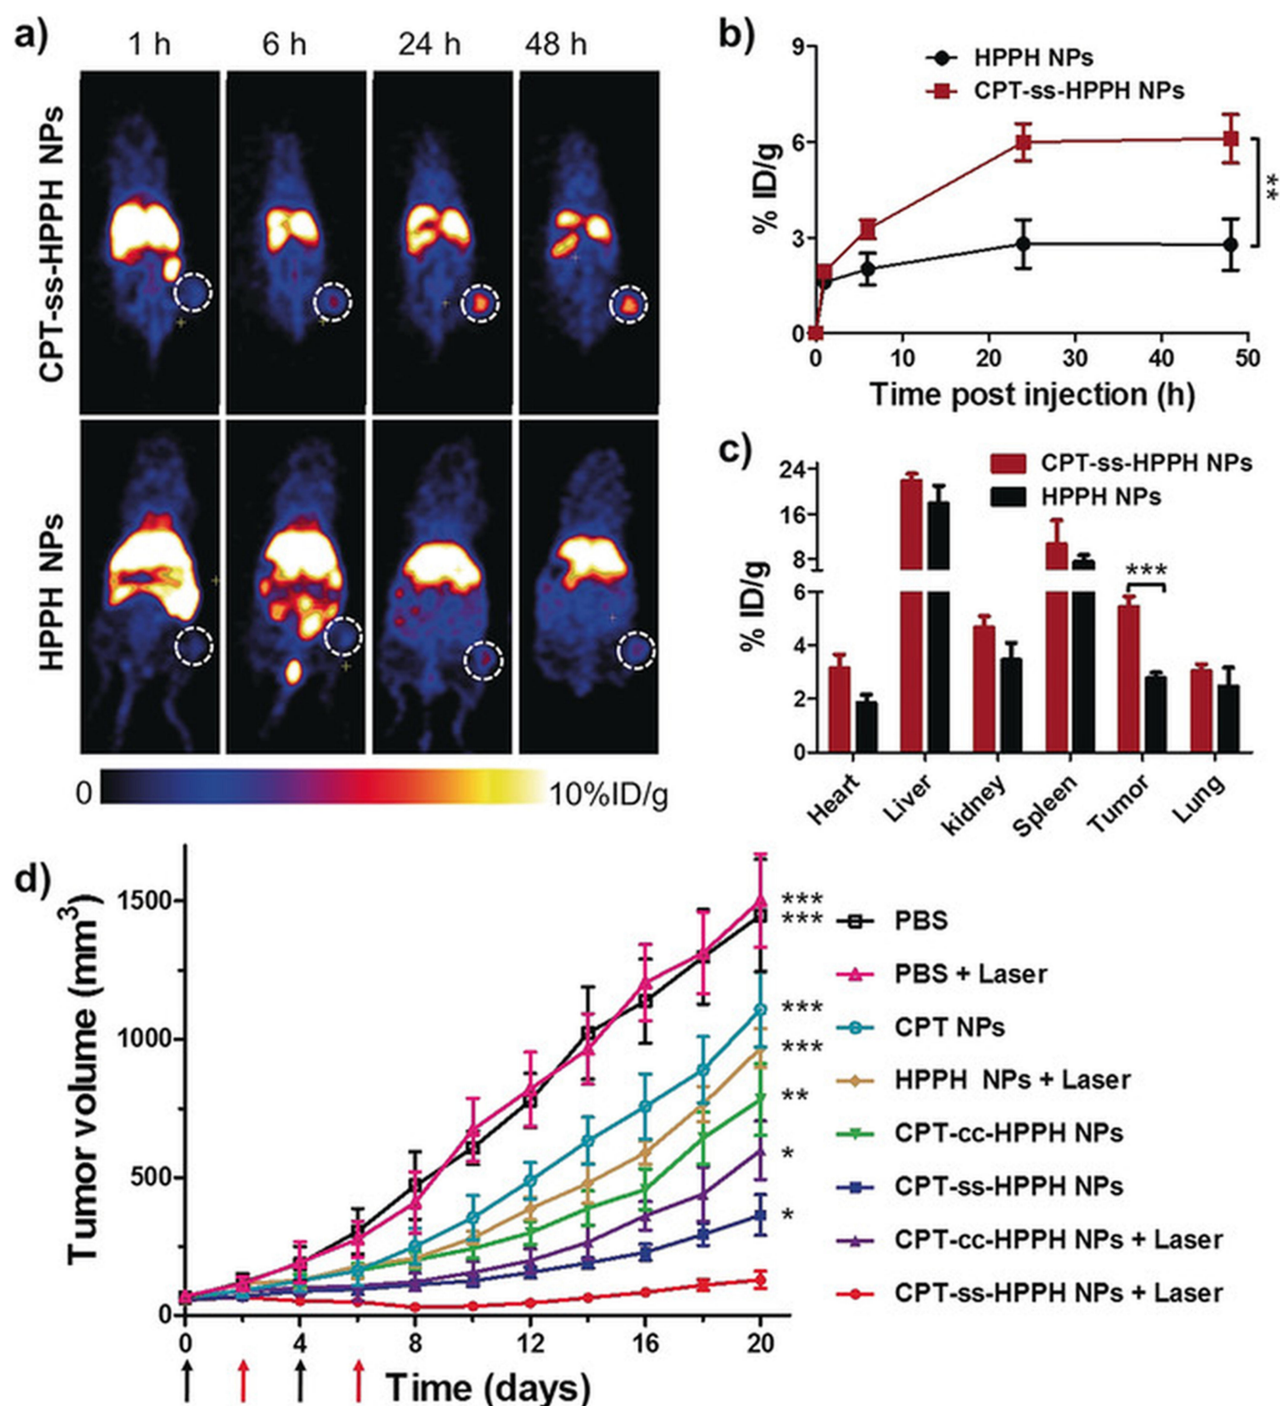 a)
1 h 6 h 24 h 48 h
CPT-ss-HPPH NPs
HPPH NPs
0 10%ID/g
b)
HPPH NPs
CPT-ss-HPPH NPs
% ID/g
9
6
3
0
**
0 10 20 30 40 50
Time post injection (h)
c)
CPT-ss-HPPH NPs
HPPH NPs
% ID/g
24
16
8
6
4
2
0
***
Heart Liver kidney Spleen Tumor Lung
d)
Tumor volume (mm³)
1500
1000
500
0
***
***
***
***
**
*
*
0 4 8 12 16 20
Time (days)
PBS
PBS + Laser
CPT NPs
HPPH NPs + Laser
CPT-cc-HPPH NPs
CPT-ss-HPPH NPs
CPT-cc-HPPH NPs + Laser
CPT-ss-HPPH NPs + Laser